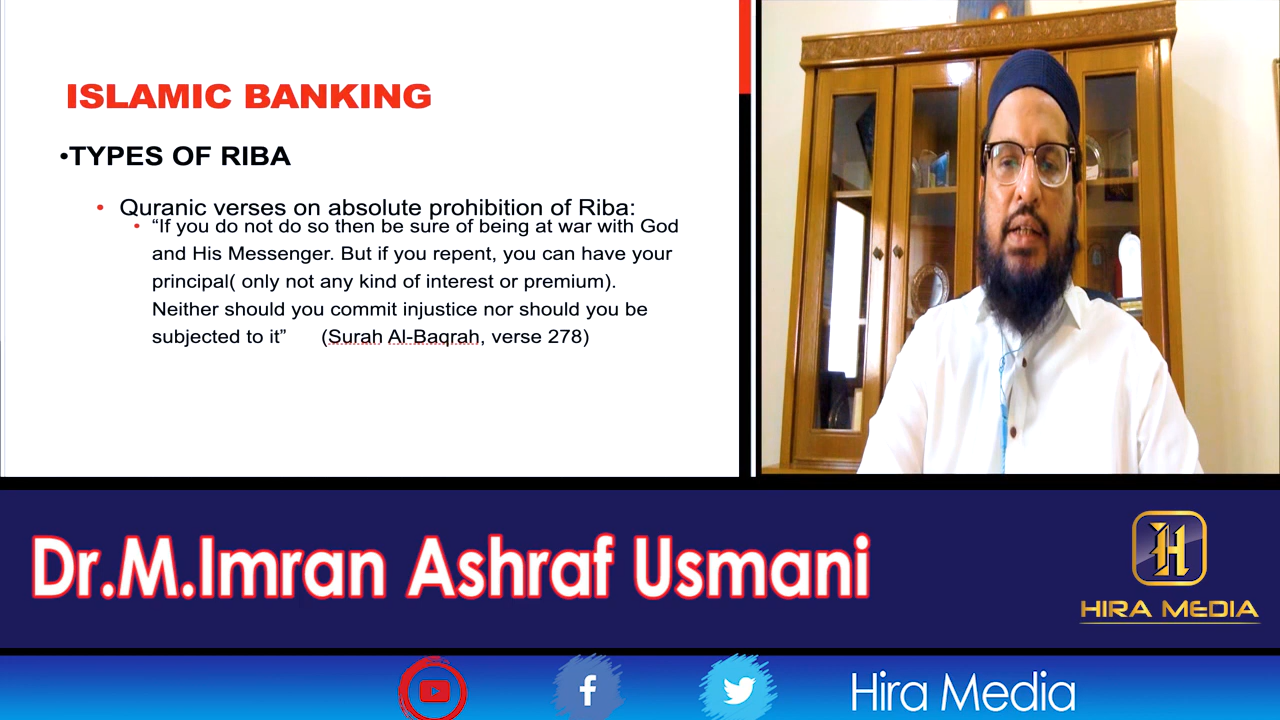 ISLAMIC BANKING
•TYPES OF RIBA
• Quranic verses on absolute prohibition of Riba:
• “If you do not do so then be sure of being at war with God
and His Messenger. But if you repent, you can have your
principal( only not any kind of interest or premium).
Neither should you commit injustice nor should you be
subjected to it” (Surah Al-Baqrah, verse 278)
Dr.M.Imran Ashraf Usmani
H
HIRA MEDIA
f
Hira Media